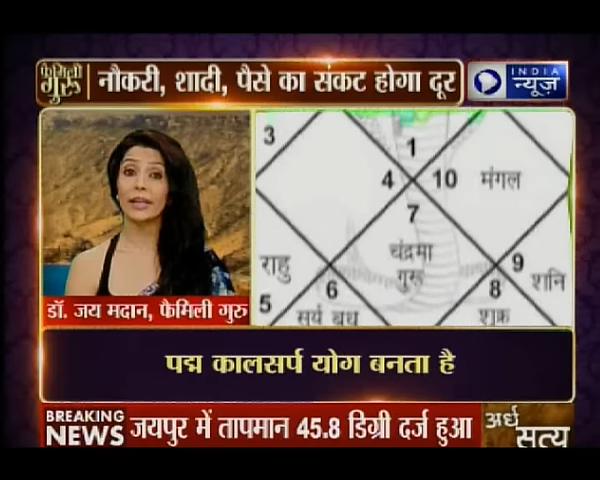 फैमिली गुरु
नौकरी, शादी, पैसे का संकट होगा दूर
INDIA
न्यूज़
3
1
4
10 मंगल
7
चंद्रमा
गुरू
राहु
5
6
सूर्य बुध
8
शुक्र
9
शनि
डॉ. जय मदान, फैमिली गुरु
पद्म कालसर्प योग बनता है
BREAKING
NEWS
जयपुर में तापमान 45.8 डिग्री दर्ज हुआ
अर्ध
सत्य